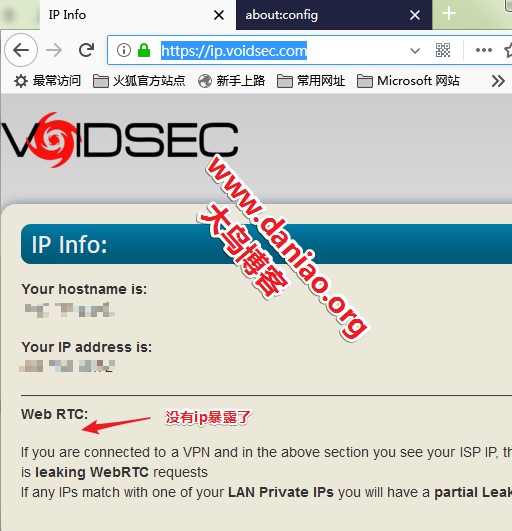 IP Info
about:config
https://ip.voidsec.com
最常访问
火狐官方站点
新手上路
常用网址
Microsoft 网站
VOIDSEC
www.daniao.org
大鸟博客
IP Info:
Your hostname is:
Your IP address is:
Web RTC:
没有ip暴露了
If you are connected to a VPN and in the above section you see your ISP IP, th
is leaking WebRTC requests
If any IPs match with one of your LAN Private IPs you will have a partial Leak